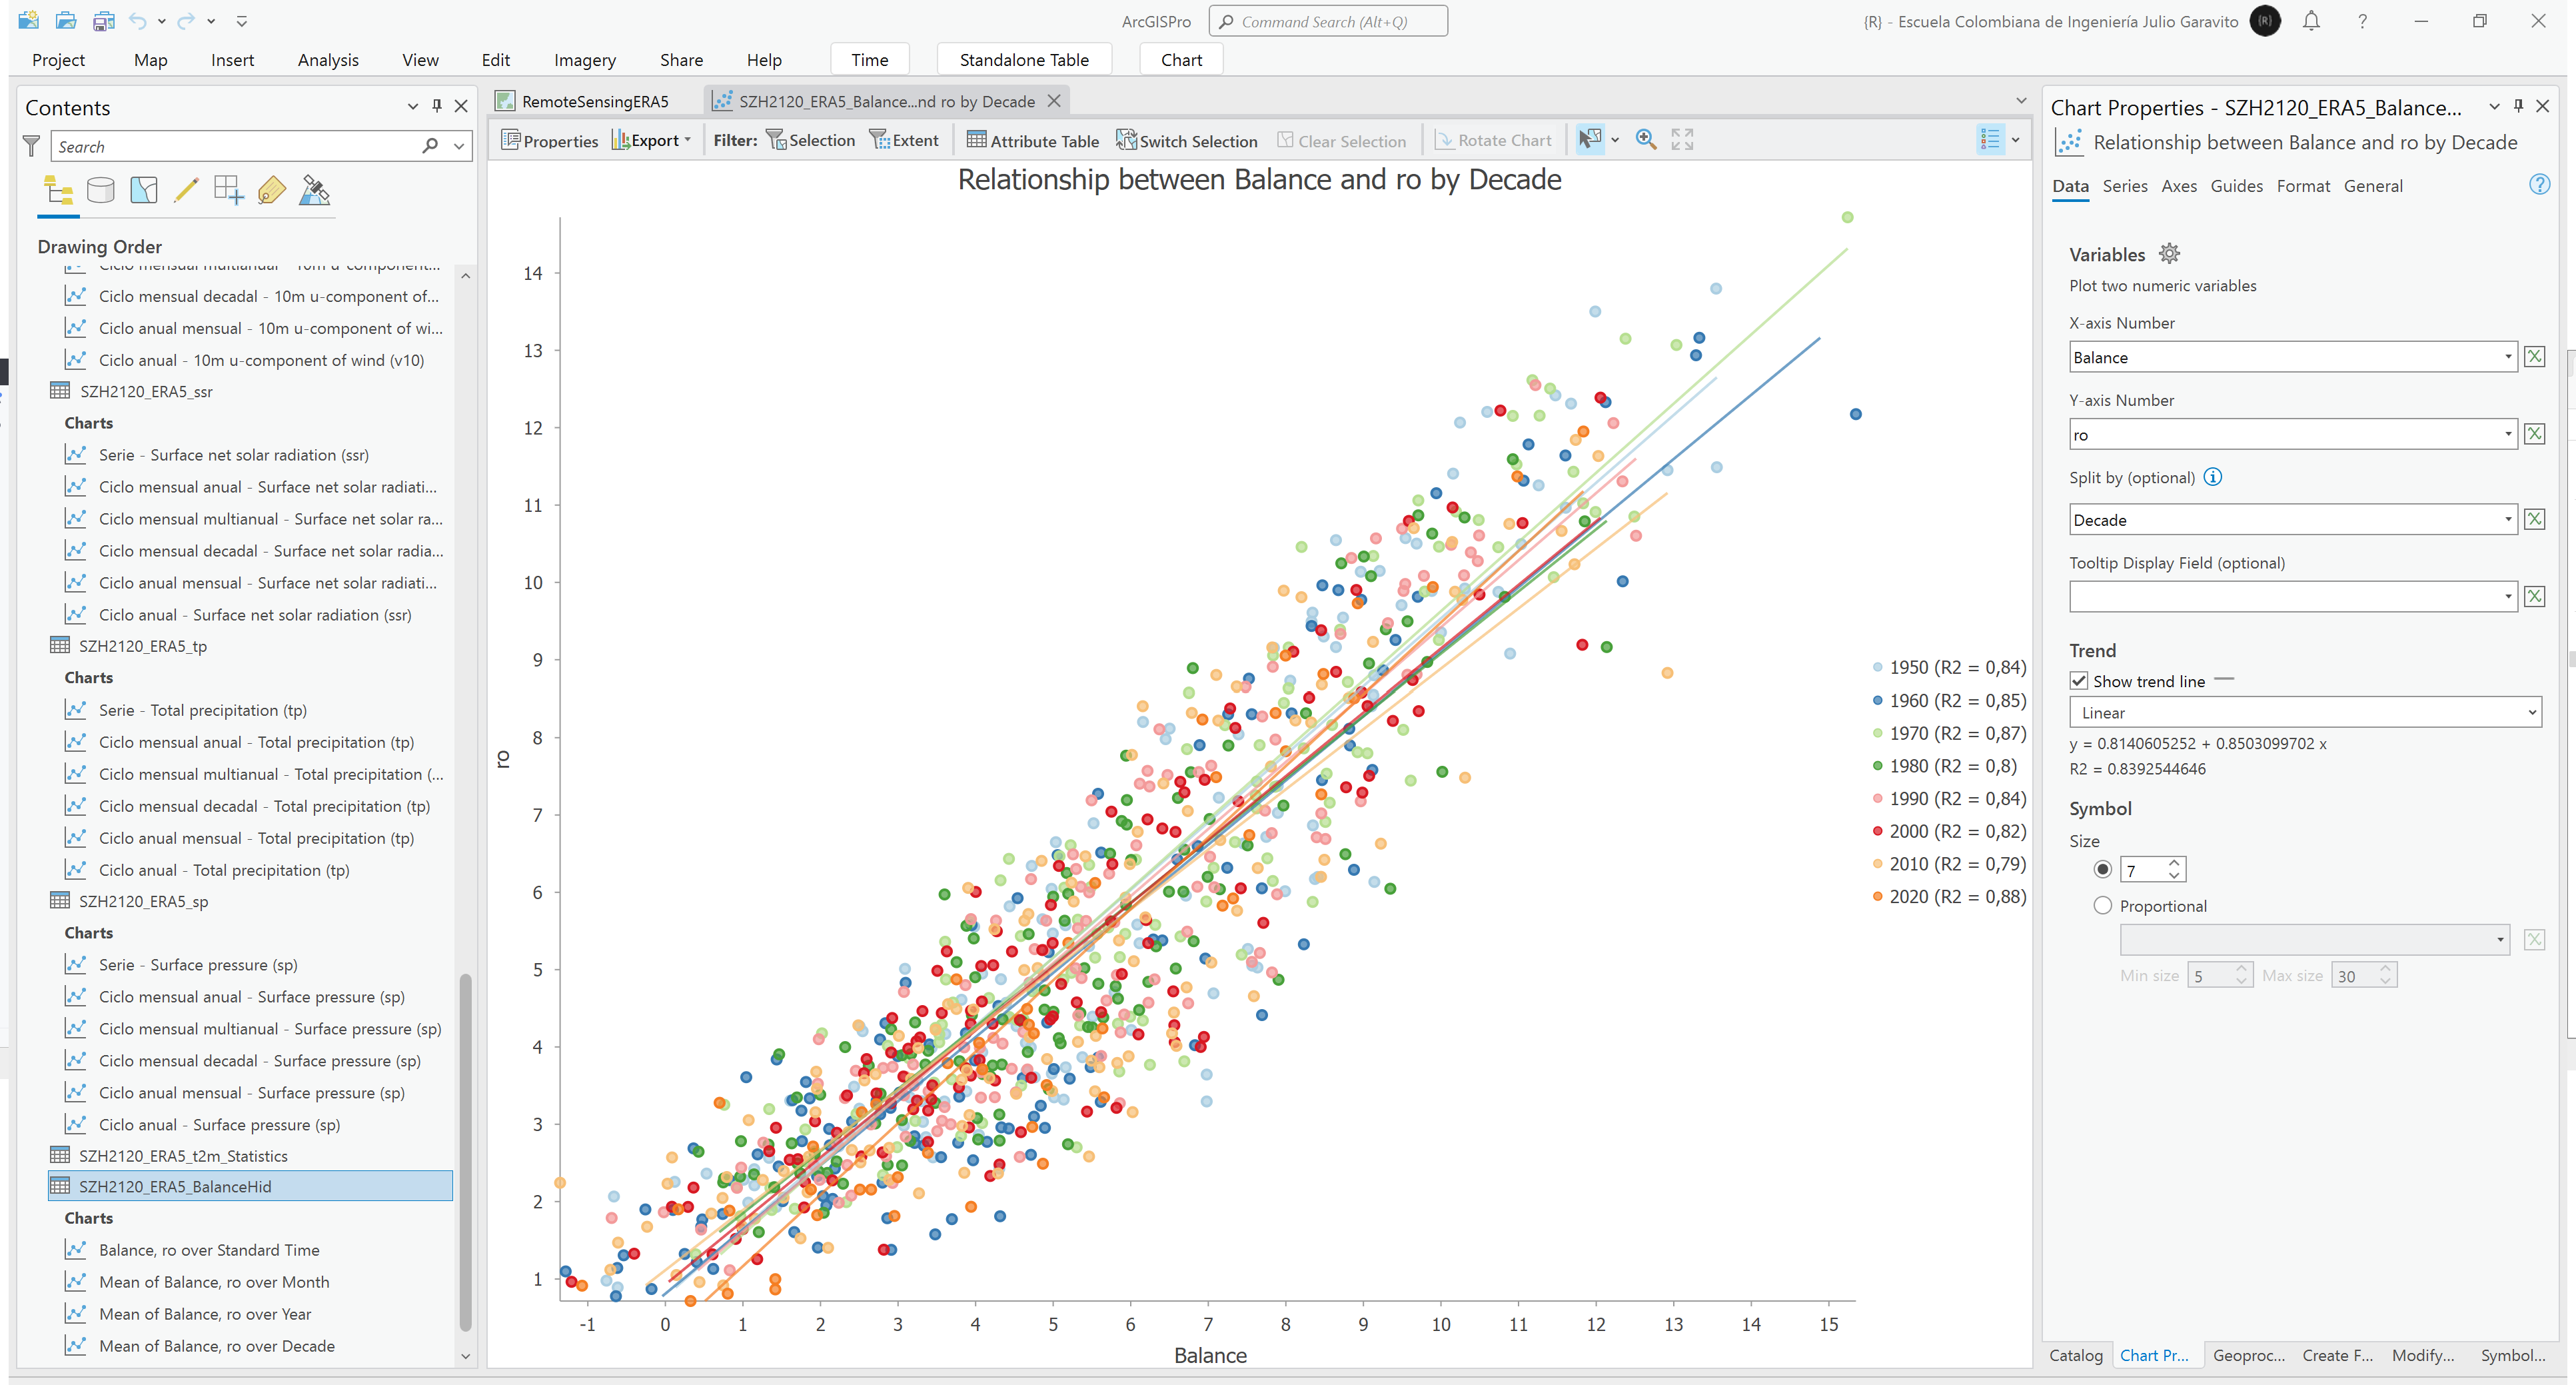 ArcGISPro
Command Search (Alt+Q)
{R} - Escuela Colombiana de Ingeniería Julio Garavito
{R}
?
Project
Map
Insert
Analysis
View
Edit
Imagery
Share
Help
Time
Standalone Table
Chart
Contents
Search
Drawing Order
Ciclo mensual multianual - 10m u-component...
Ciclo mensual decadal - 10m u-component of...
Ciclo anual mensual - 10m u-component of wi...
Ciclo anual - 10m u-component of wind (v10)
SZH2120_ERA5_ssr
Charts
Serie - Surface net solar radiation (ssr)
Ciclo mensual anual - Surface net solar radiati...
Ciclo mensual multianual - Surface net solar ra...
Ciclo mensual decadal - Surface net solar radia...
Ciclo anual mensual - Surface net solar radiati...
Ciclo anual - Surface net solar radiation (ssr)
SZH2120_ERA5_tp
Charts
Serie - Total precipitation (tp)
Ciclo mensual anual - Total precipitation (tp)
Ciclo mensual multianual - Total precipitation (...
Ciclo mensual decadal - Total precipitation (tp)
Ciclo anual mensual - Total precipitation (tp)
Ciclo anual - Total precipitation (tp)
SZH2120_ERA5_sp
Charts
Serie - Surface pressure (sp)
Ciclo mensual anual - Surface pressure (sp)
Ciclo mensual multianual - Surface pressure (sp)
Ciclo mensual decadal - Surface pressure (sp)
Ciclo anual mensual - Surface pressure (sp)
Ciclo anual - Surface pressure (sp)
SZH2120_ERA5_t2m_Statistics
SZH2120_ERA5_BalanceHid
Charts
Balance, ro over Standard Time
Mean of Balance, ro over Month
Mean of Balance, ro over Year
Mean of Balance, ro over Decade
RemoteSensingERA5
SZH2120_ERA5_Balance...nd ro by Decade
Properties
Export
Filter:
Selection
Extent
Attribute Table
Switch Selection
Clear Selection
Rotate Chart
Relationship between Balance and ro by Decade
14
13
12
11
10
9
8
7
6
5
4
3
2
1
ro
-1 0 1 2 3 4 5 6 7 8 9 10 11 12 13 14 15
Balance
1950 (R2 = 0,84)
1960 (R2 = 0,85)
1970 (R2 = 0,87)
1980 (R2 = 0,8)
1990 (R2 = 0,84)
2000 (R2 = 0,82)
2010 (R2 = 0,79)
2020 (R2 = 0,88)
Chart Properties - SZH2120_ERA5_Balance...
Relationship between Balance and ro by Decade
Data
Series
Axes
Guides
Format
General
?
Variables
Plot two numeric variables
X-axis Number
Balance
Y-axis Number
ro
Split by (optional)
Decade
Tooltip Display Field (optional)
Trend
Show trend line
Linear
y = 0.8140605252 + 0.8503099702 x
R2 = 0.8392544646
Symbol
Size
7
Proportional
Min size 5 Max size 30
Catalog
Chart Pr...
Geoproc...
Create F...
Modify...
Symbol...